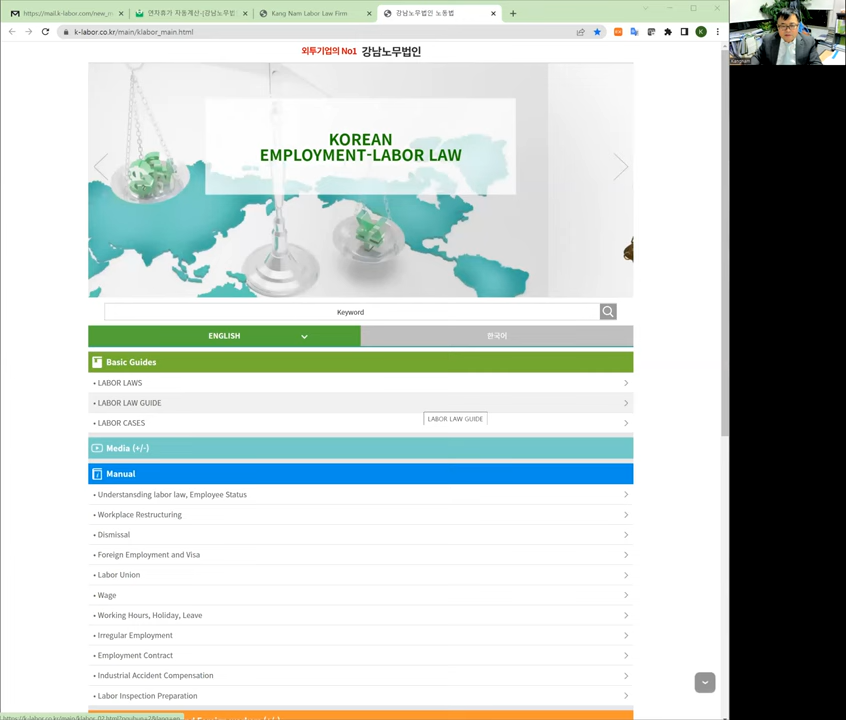 https://mail.k-labor.com/new_m
연차휴가 자동계산-[강남노무법
Kang Nam Labor Law Firm
강남노무법인 노동법
k-labor.co.kr/main/klabor_main.html
K
외투기업의 No1 강남노무법인
KOREAN
EMPLOYMENT-LABOR LAW
Keyword
ENGLISH
한국어
Basic Guides
• LABOR LAWS
• LABOR LAW GUIDE
LABOR LAW GUIDE
• LABOR CASES
Media (+/-)
Manual
• Understansding labor law, Employee Status
• Workplace Restructuring
• Dismissal
• Foreign Employment and Visa
• Labor Union
• Wage
• Working Hours, Holiday, Leave
• Irregular Employment
• Employment Contract
• Industrial Accident Compensation
• Labor Inspection Preparation